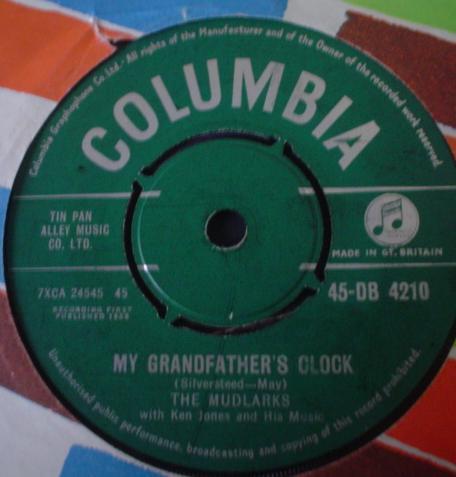 Columbia Graphophone Co. Ltd. - All rights of the Manufacturer and of the Owner of the recorded work reserved.
COLUMBIA
TIN PAN
ALLEY MUSIC
CO. LTD.
MADE IN GT. BRITAIN
7XCA 24545 45
45-DB 4210
RECORDING FIRST
PUBLISHED
MY GRANDFATHER'S CLOCK
(Silversteed—May)
THE MUDLARKS
with Ken Jones and His Music
Unauthorised public performance, broadcasting and copying of this record prohibited.